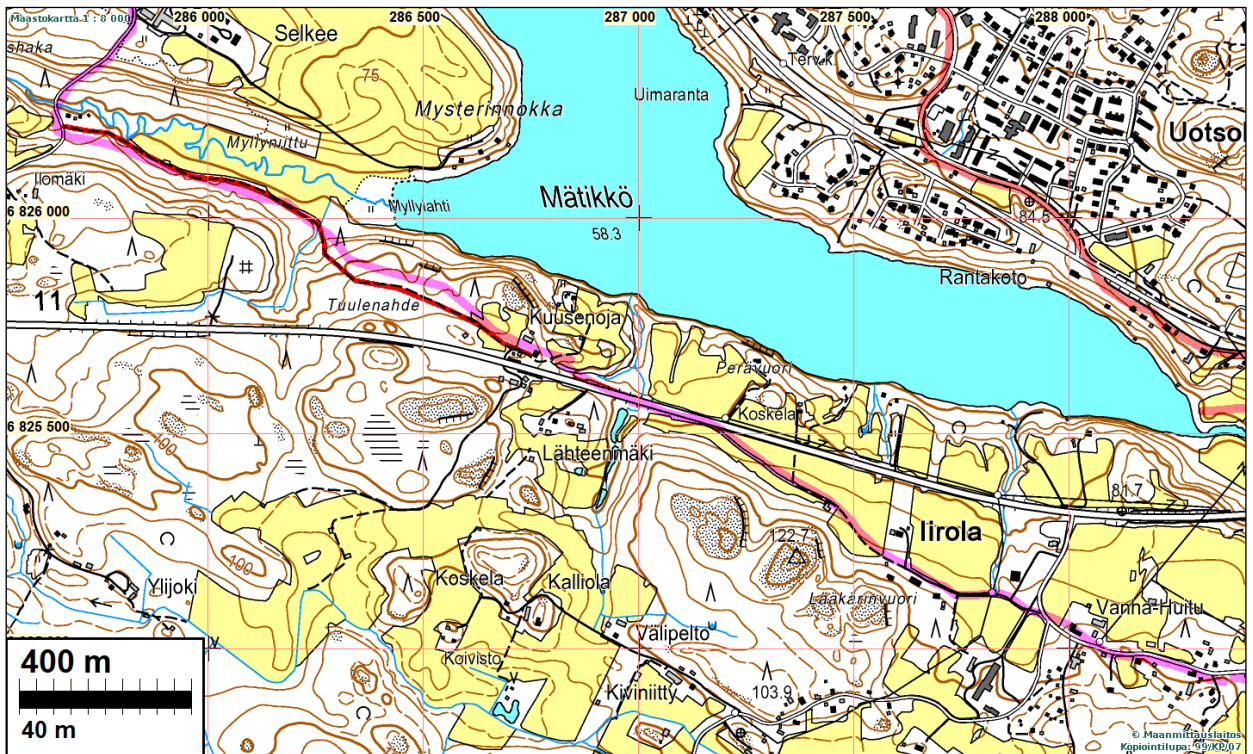 Maastokartta 1 : 8 000
286 000
286 500
287 000
287 500
288 000
Selkee
shaka
75
Mysterinnokka
Uimaranta
Terv.k.
Uotsol
Myllyniittu
Ilomäki
Myllylahti
Mätikkö
6 826 000
58.3
84.5
Rantakoto
11
Tuulenahde
Kuusenoja
Perävuori
Koskela
6 825 500
100
Lähteenmäki
81.7
Iirola
122.7
100
Ylijoki
Koskela
Kalliola
Lääkärinvuori
Vanha-Huitu
Välipelto
Koivisto
Kiviniitty
103.9
400 m
40 m
© Maanmittauslaitos
Kopiointilupa: 99/KP/07